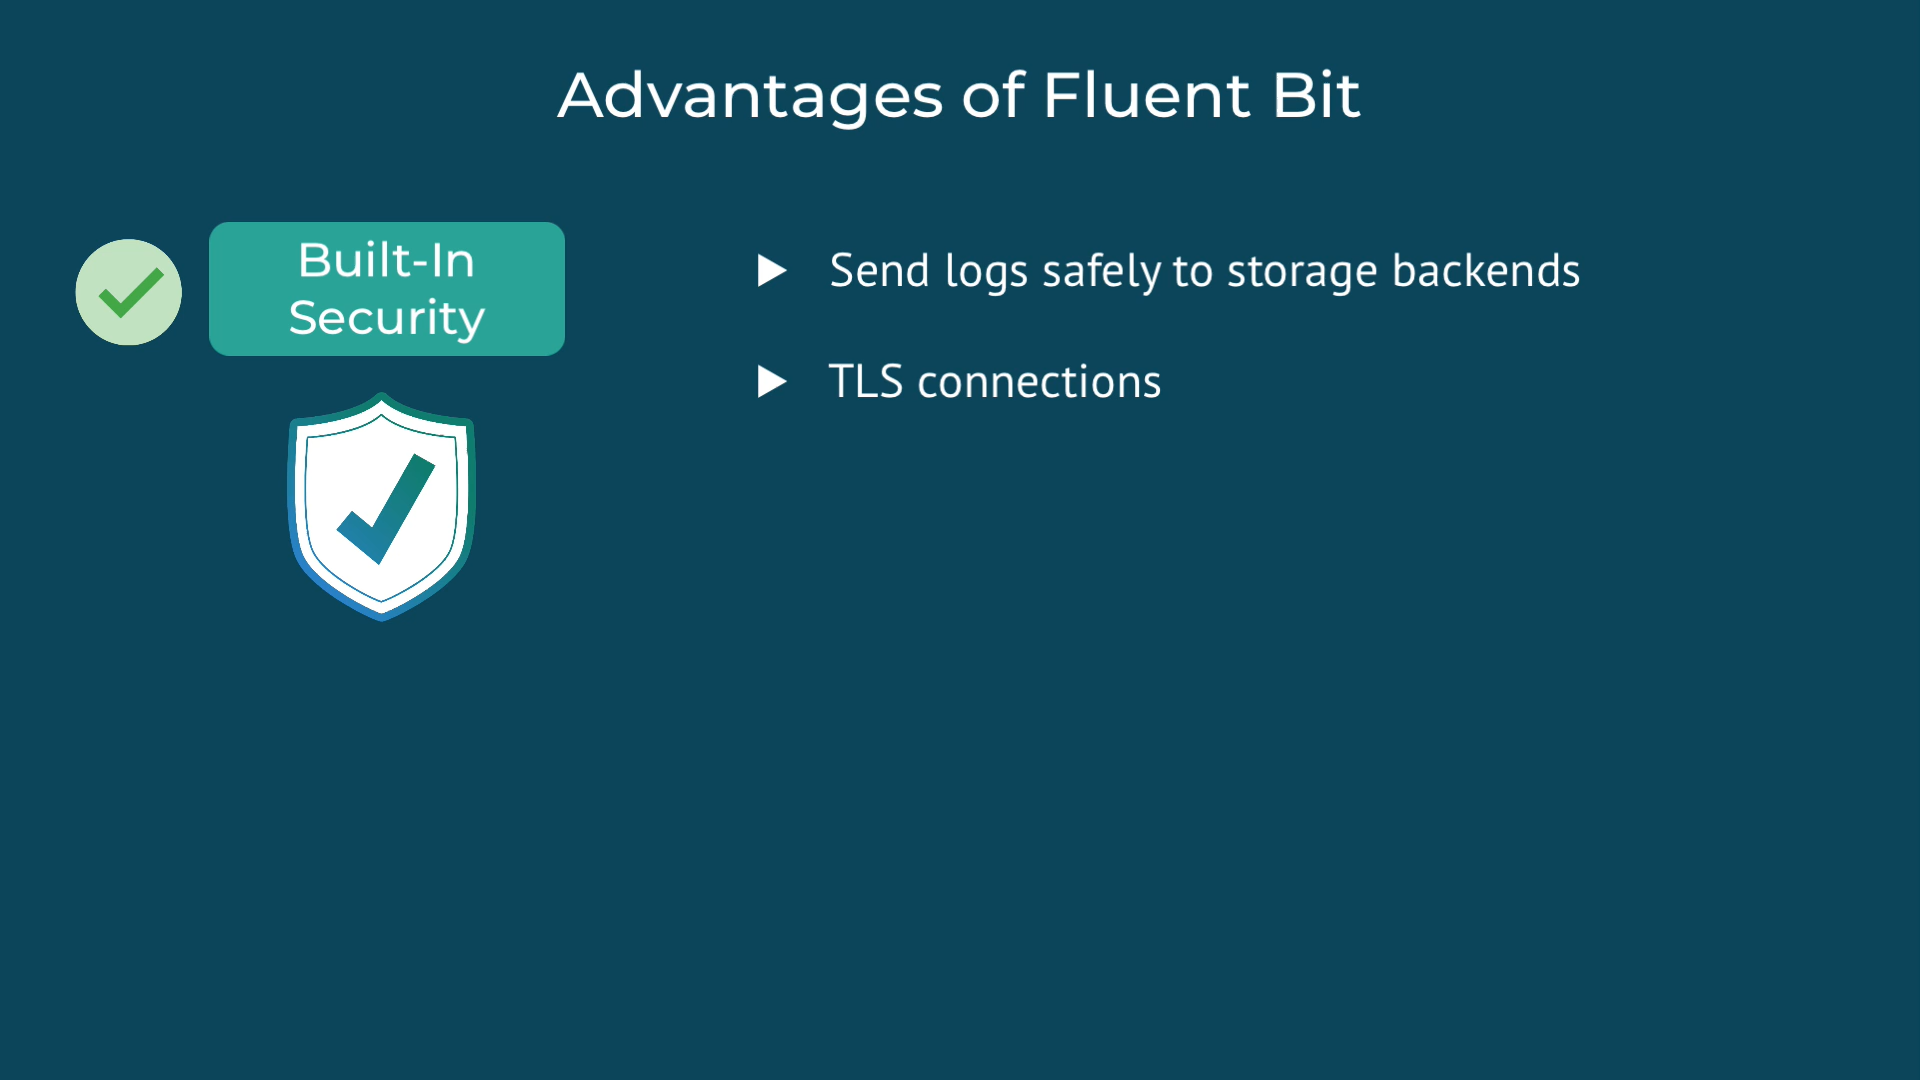 Advantages of Fluent Bit
Built-In
Security
Send logs safely to storage backends
TLS connections